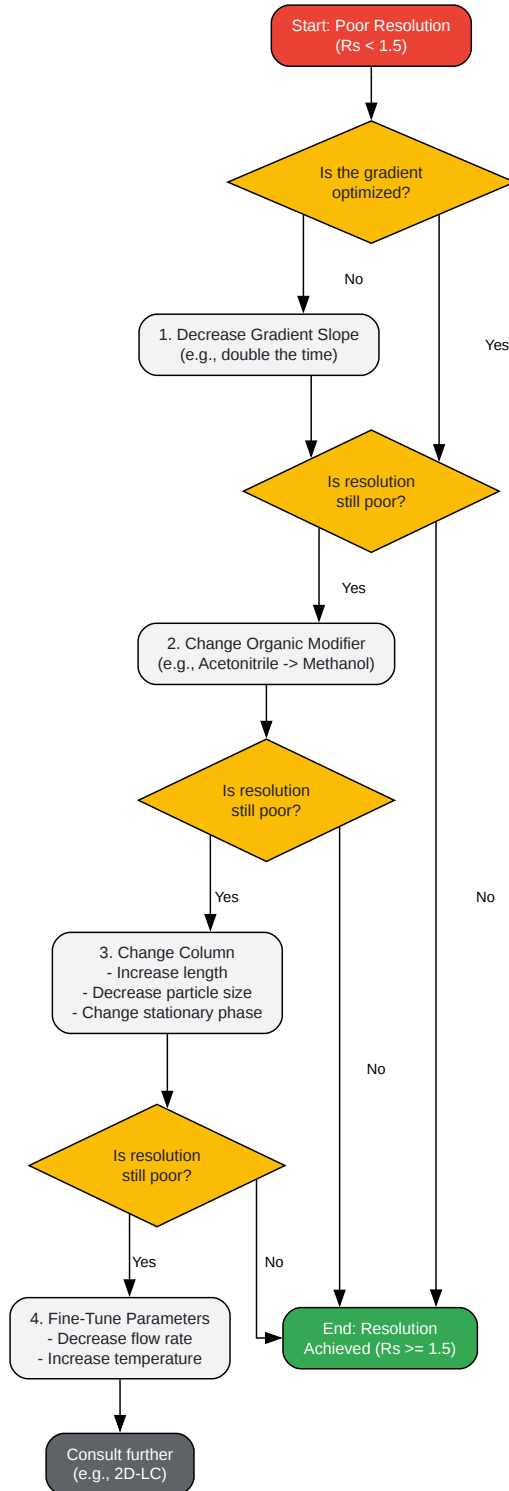 Start: Poor Resolution
(Rs < 1.5)
Is the gradient
optimized?
No
Yes
1. Decrease Gradient Slope
(e.g., double the time)
Is resolution
still poor?
Yes
No
2. Change Organic Modifier
(e.g., Acetonitrile -> Methanol)
Is resolution
still poor?
Yes
No
3. Change Column
- Increase length
- Decrease particle size
- Change stationary phase
Is resolution
still poor?
Yes
No
4. Fine-Tune Parameters
- Decrease flow rate
- Increase temperature
End: Resolution
Achieved (Rs >= 1.5)
Consult further
(e.g., 2D-LC)